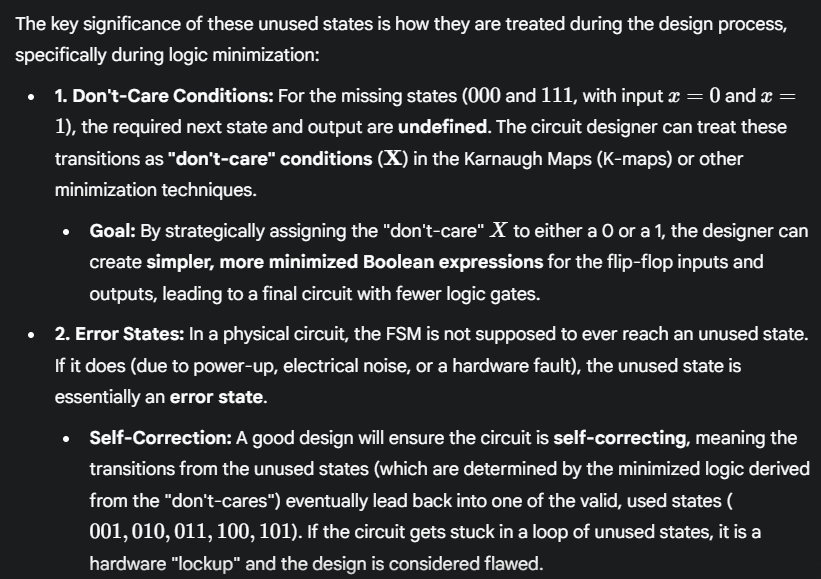 The key significance of these unused states is how they are treated during the design process,
specifically during logic minimization:
• 1. Don't-Care Conditions: For the missing states (000 and 111, with input x = 0 and x =
1), the required next state and output are undefined. The circuit designer can treat these
transitions as "don't-care" conditions (X) in the Karnaugh Maps (K-maps) or other
minimization techniques.
• Goal: By strategically assigning the "don't-care" X to either a 0 or a 1, the designer can
create simpler, more minimized Boolean expressions for the flip-flop inputs and
outputs, leading to a final circuit with fewer logic gates.
• 2. Error States: In a physical circuit, the FSM is not supposed to ever reach an unused state.
If it does (due to power-up, electrical noise, or a hardware fault), the unused state is
essentially an error state.
• Self-Correction: A good design will ensure the circuit is self-correcting, meaning the
transitions from the unused states (which are determined by the minimized logic derived
from the "don't-cares") eventually lead back into one of the valid, used states (
001, 010, 011, 100, 101). If the circuit gets stuck in a loop of unused states, it is a
hardware "lockup" and the design is considered flawed.